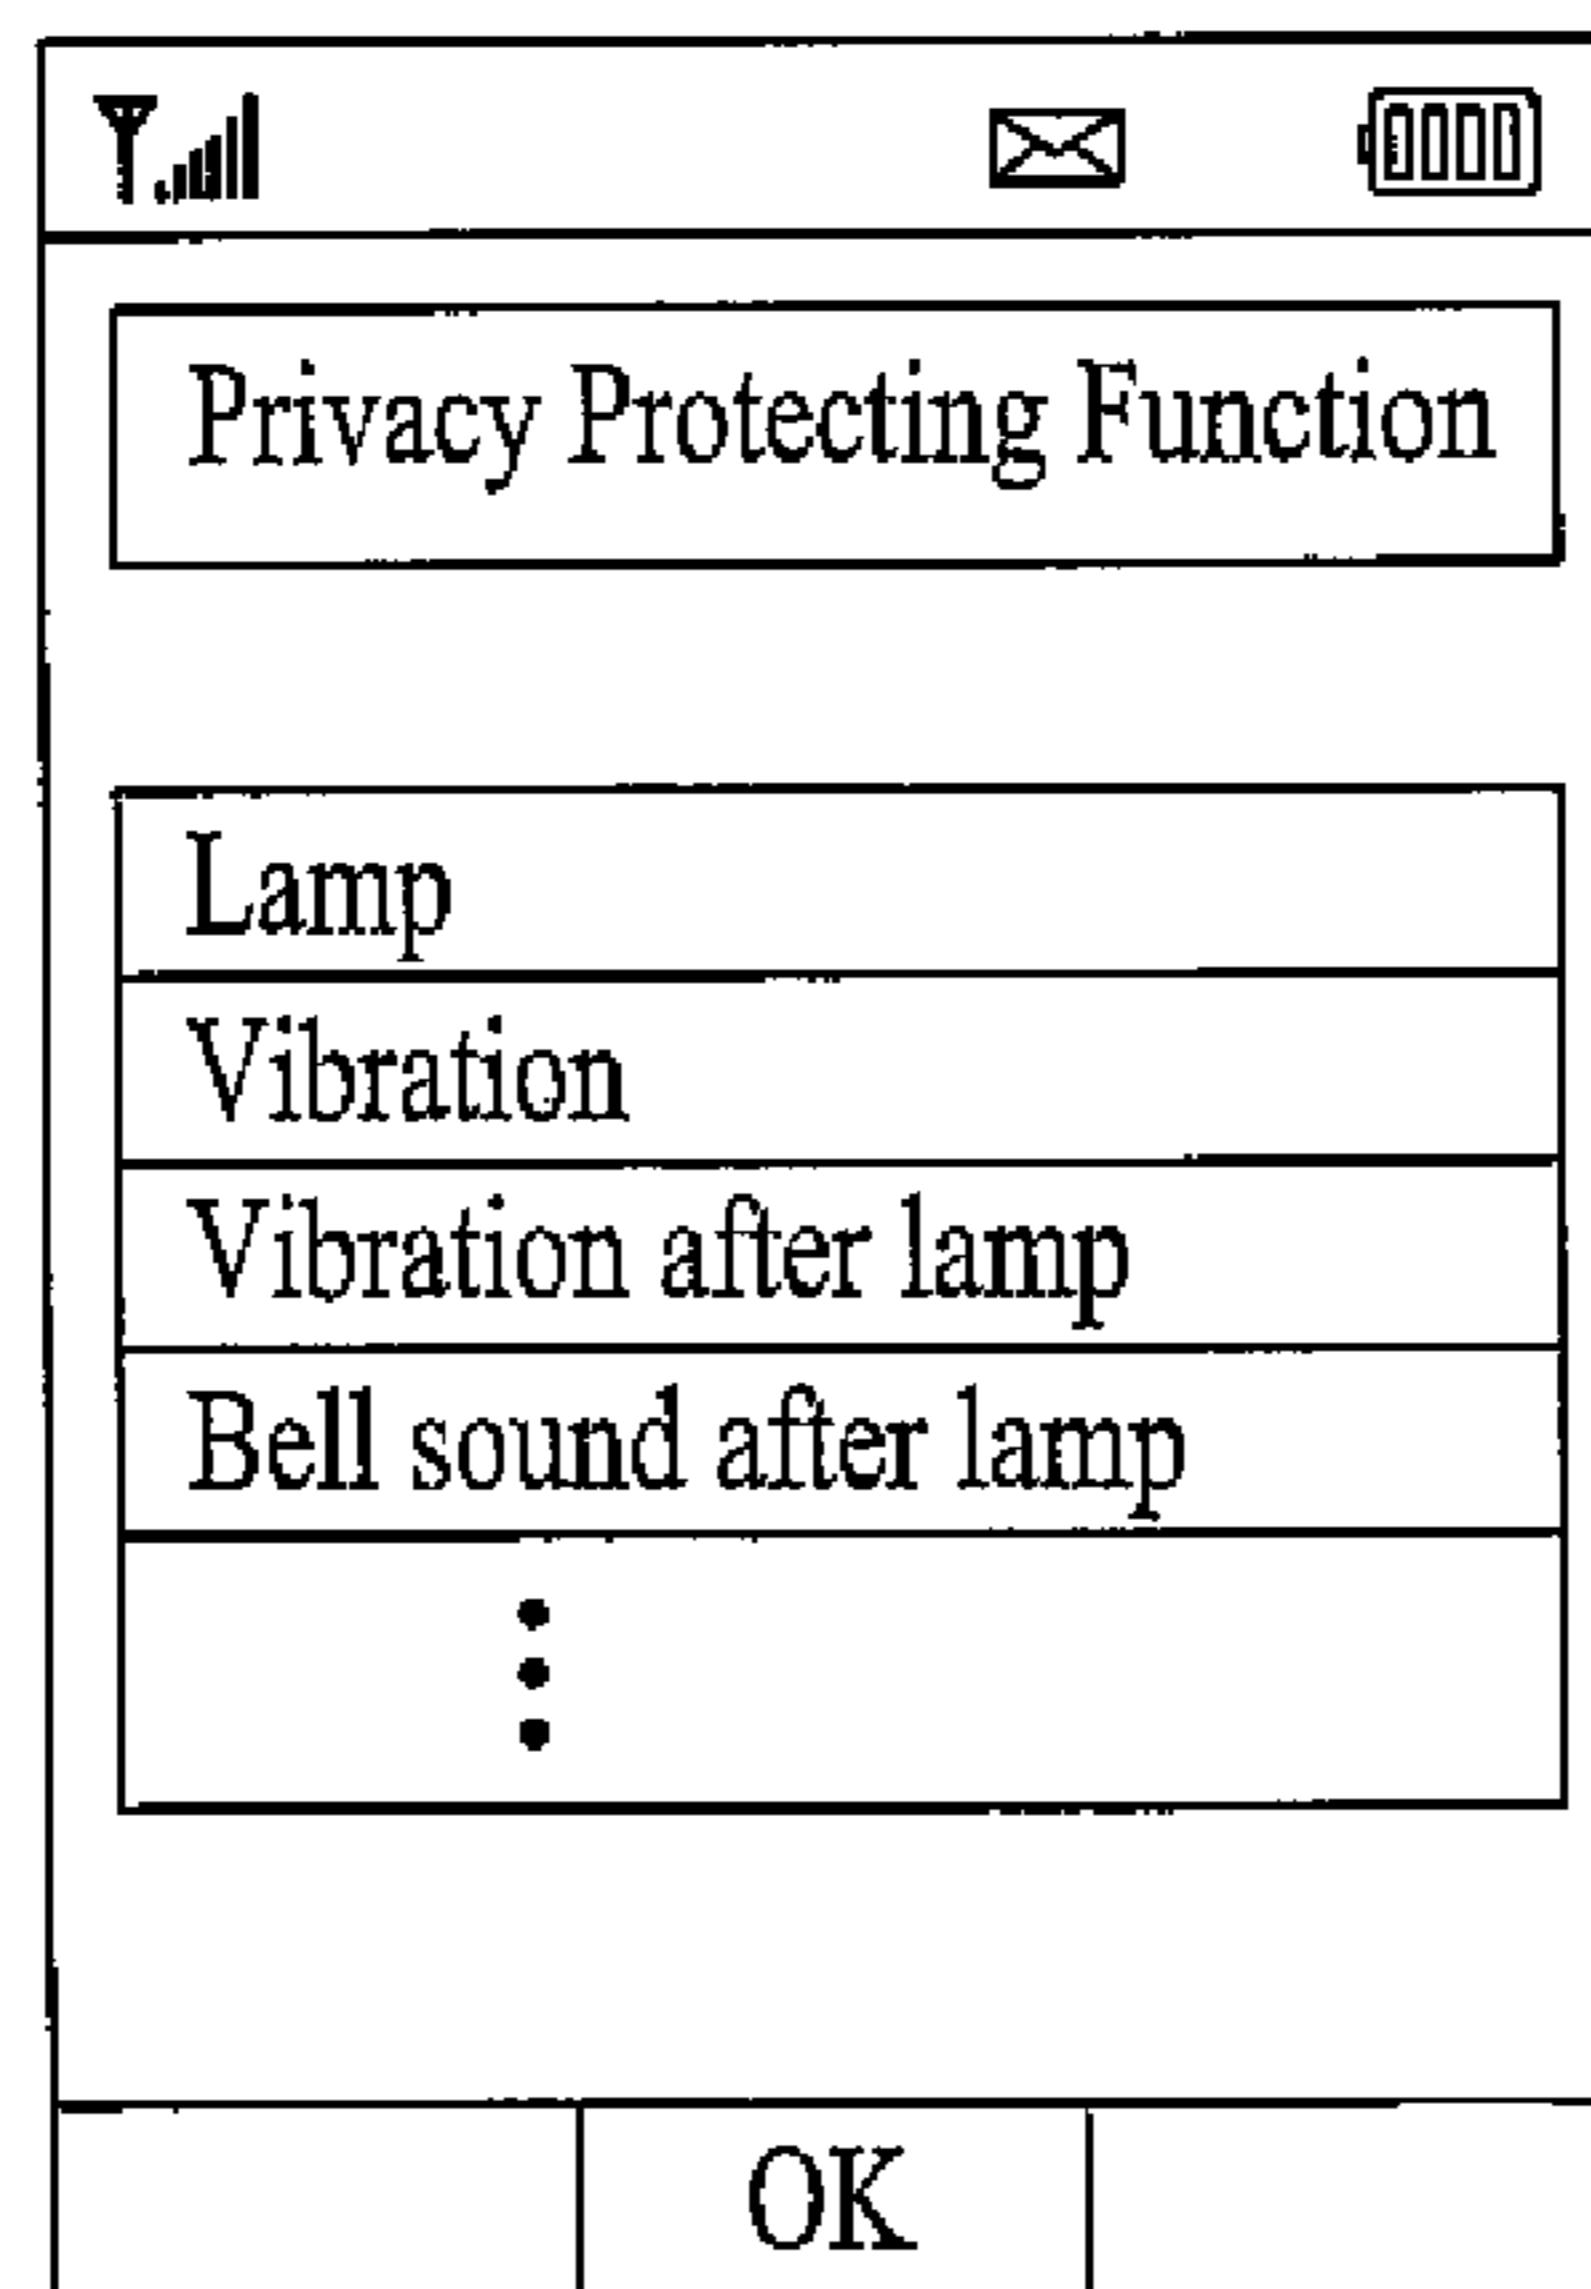 Privacy Protecting Function
Lamp
Vibration
Vibration after lamp
Bell sound after lamp
OK